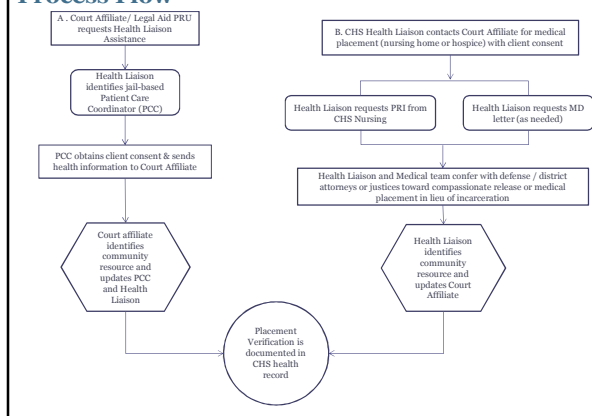 Process Flow
A . Court Affiliate/ Legal Aid PRU
requests Health Liaison
Assistance
Health Liaison
identifies jail-based
Patient Care
Coordinator (PCC)
PCC obtains client consent & sends
health information to Court Affiliate
Court affiliate
identifies
community
resource and
updates PCC
and Health
Liaison
B. CHS Health Liaison contacts Court Affiliate for medical
placement (nursing home or hospice) with client consent
Health Liaison requests PRI from
CHS Nursing
Health Liaison requests MD
letter (as needed)
Health Liaison and Medical team confer with defense / district
attorneys or justices toward compassionate release or medical
placement in lieu of incarceration
Health Liaison
identifies
community
resource and
updates Court
Affiliate
Placement
Verification is
documented in
CHS health
record